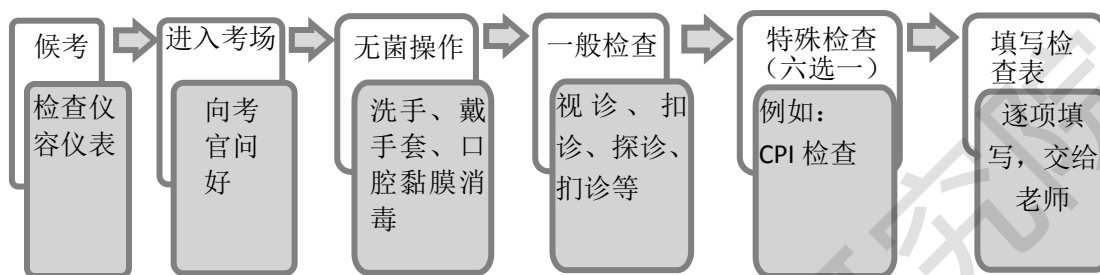 候考
检查仪
容仪表
进入考场
向考
官问
好
无菌操作
洗手、戴
手套、口
腔黏膜消
毒
一般检查
视诊、扣
诊、探诊、
扪诊等
特殊检查
（六选一）
例如：
CPI 检查
填写检
查表
逐项填
写，交给
老师
究院